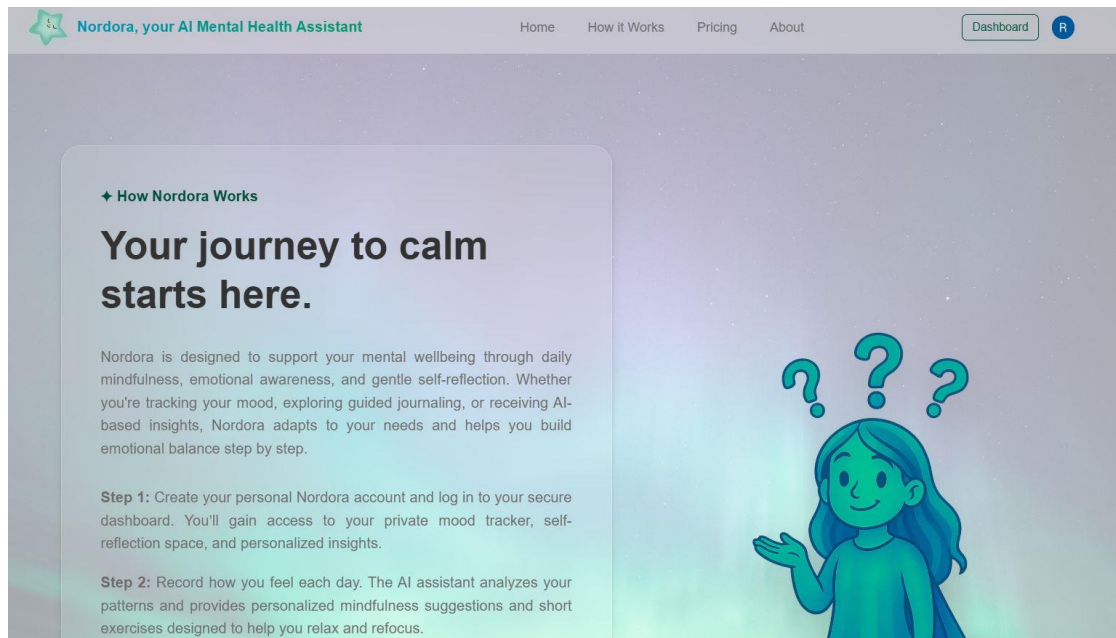 Nordora, your AI Mental Health Assistant
Home
How it Works
Pricing
About
Dashboard
R
✦ How Nordora Works
Your journey to calm
starts here.
Nordora is designed to support your mental wellbeing through daily
mindfulness, emotional awareness, and gentle self-reflection. Whether
you're tracking your mood, exploring guided journaling, or receiving AI-
based insights, Nordora adapts to your needs and helps you build
emotional balance step by step.
Step 1: Create your personal Nordora account and log in to your secure
dashboard. You'll gain access to your private mood tracker, self-
reflection space, and personalized insights.
Step 2: Record how you feel each day. The AI assistant analyzes your
patterns and provides personalized mindfulness suggestions and short
exercises designed to help you relax and refocus.
? ? ?